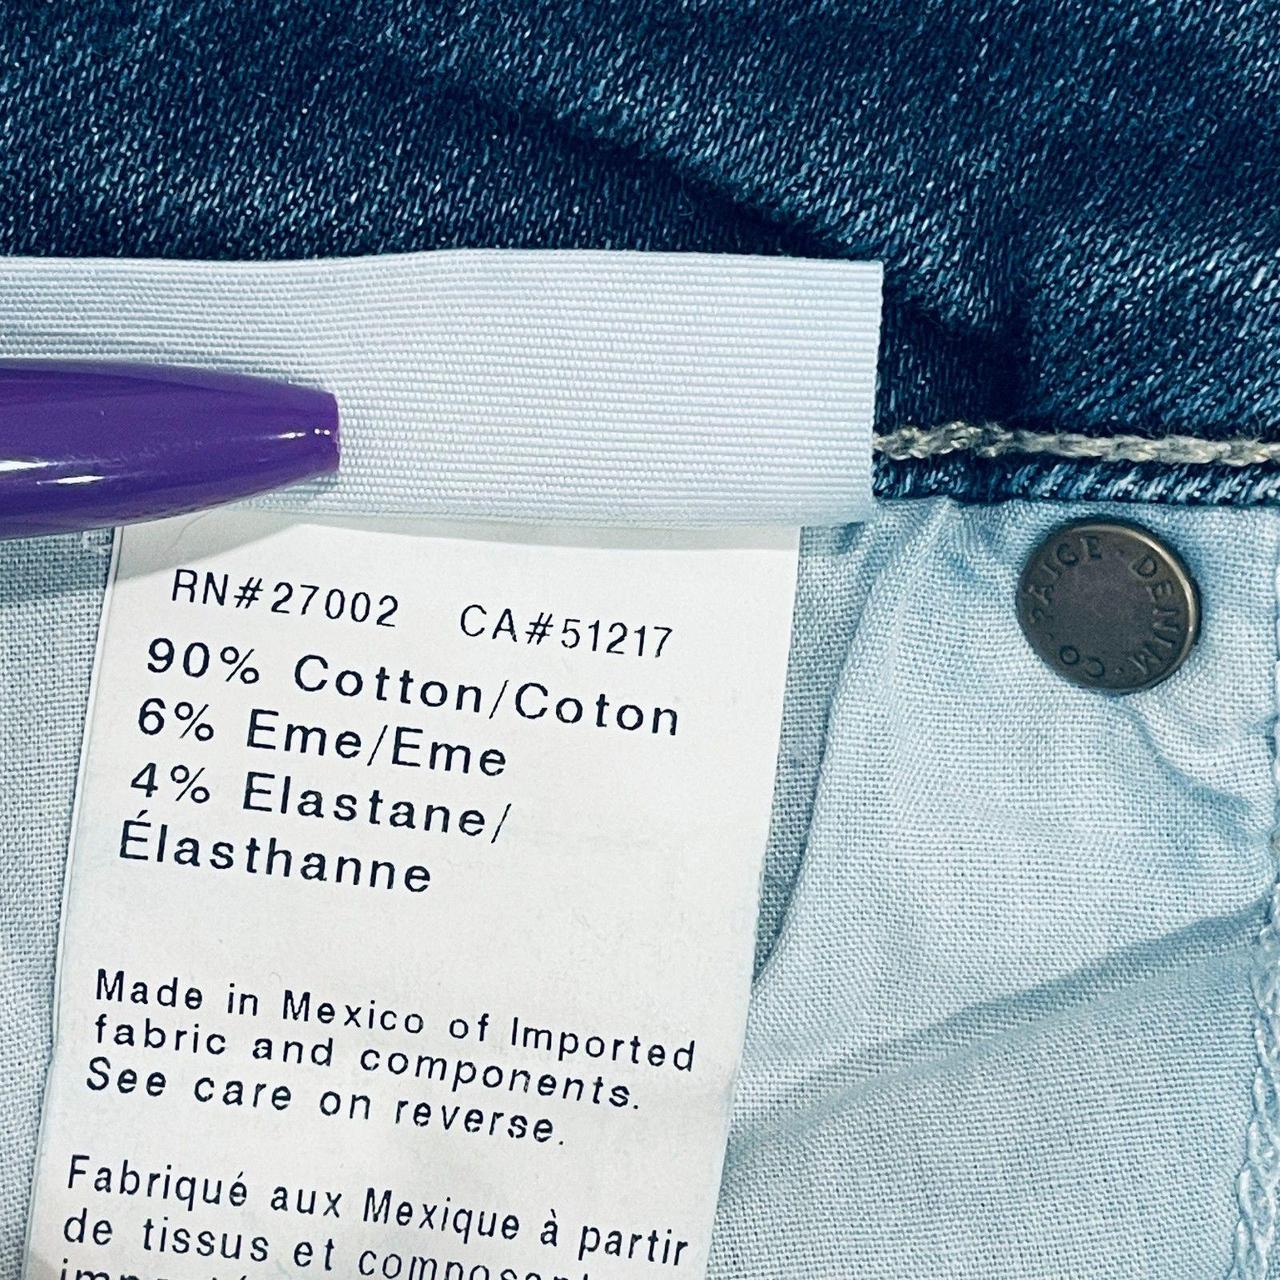 RN#27002 CA#51217
90% Cotton/Coton
6% Eme/Eme
4% Elastane/
Élasthanne
Made in Mexico of Imported
fabric and components.
See care on reverse.
Fabriqué aux Mexique à partir
de tissus et
PAIGE · DENIM · CO ·